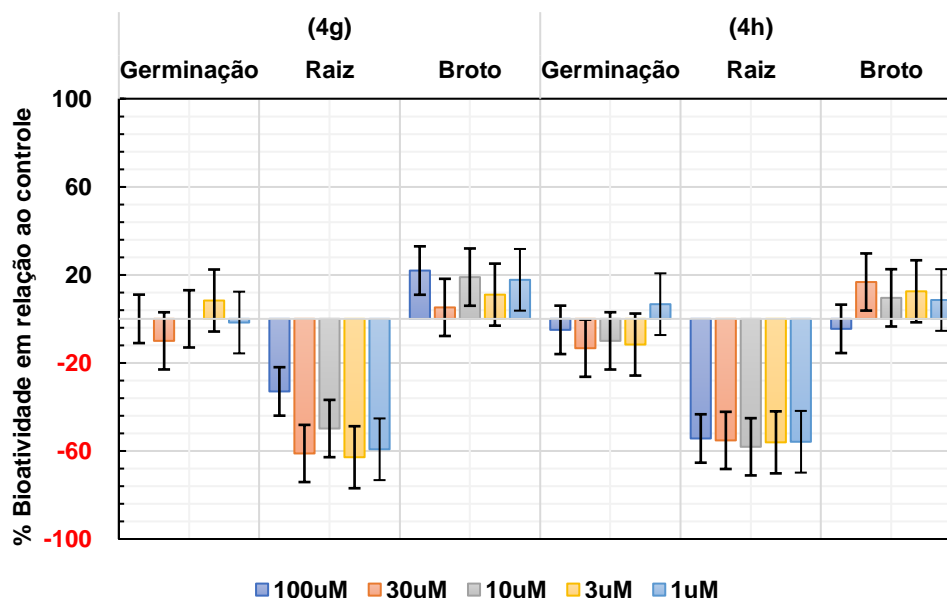 (4g) (4h)
Germinação Raiz Broto Germinação Raiz Broto
% Bioatividade em relação ao controle
100
60
20
-20
-60
-100
100uM 30uM 10uM 3uM 1uM